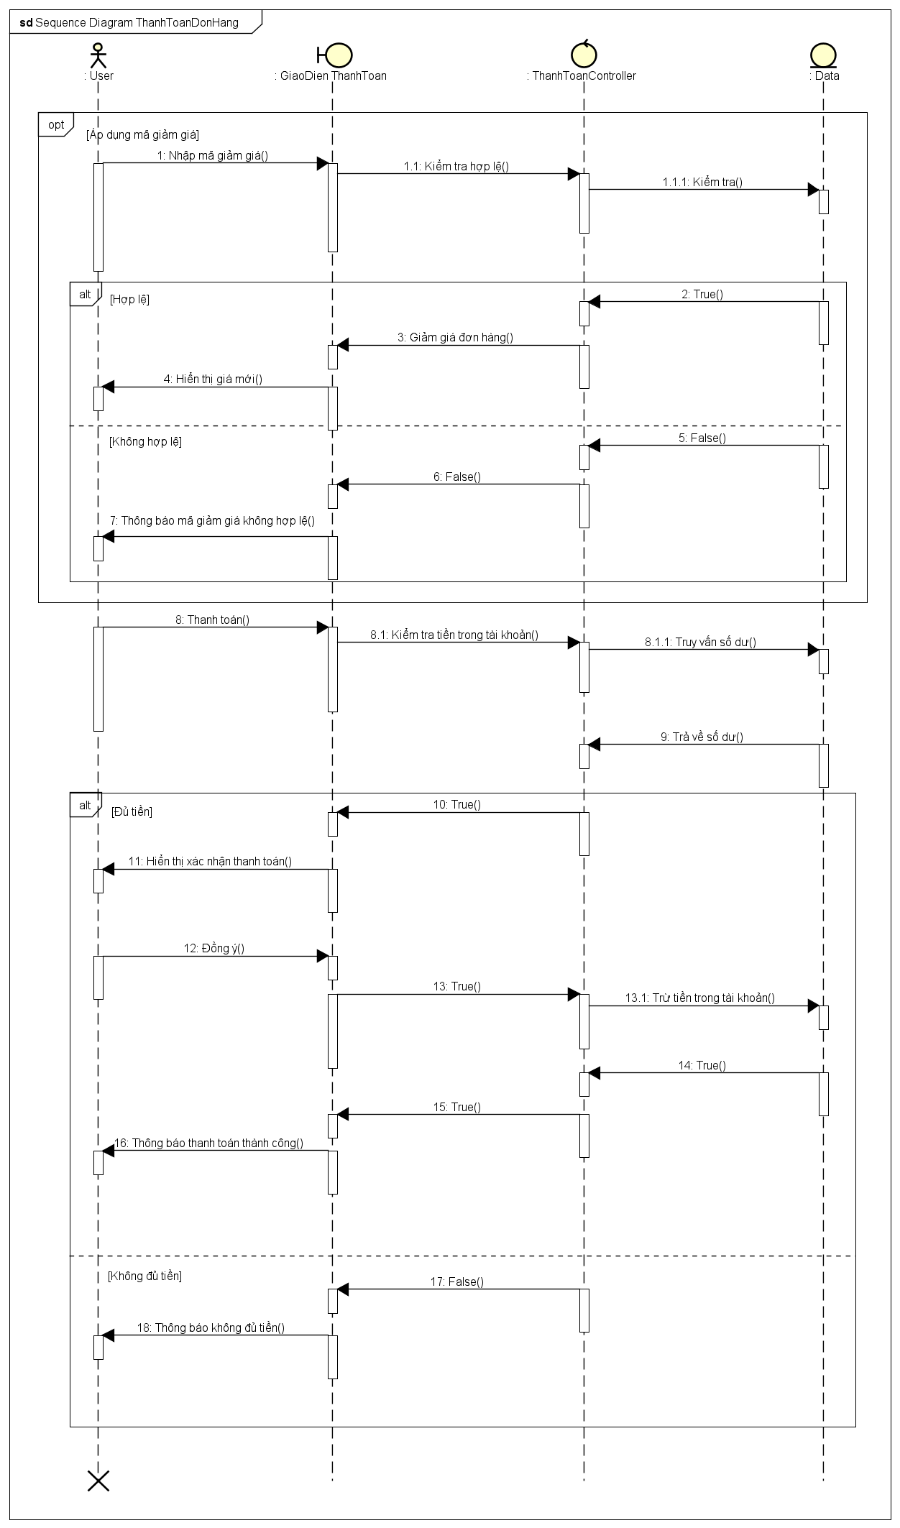 sd Sequence Diagram ThanhToanDonHang
: User
: GiaoDien ThanhToan
: ThanhToanController
: Data
opt
[Áp dụng mã giảm giá]
1: Nhập mã giảm giá()
1.1: Kiểm tra hợp lệ()
1.1.1: Kiểm tra()
alt
[Hợp lệ]
2: True()
3: Giảm giá đơn hàng()
4: Hiển thị giá mới()
[Không hợp lệ]
5: False()
6: False()
7: Thông báo mã giảm giá không hợp lệ()
8: Thanh toán()
8.1: Kiểm tra tiền trong tài khoản()
8.1.1: Truy vấn số dư()
9: Trả về số dư()
alt
[Đủ tiền]
10: True()
11: Hiển thị xác nhận thanh toán()
12: Đồng ý()
13: True()
13.1: Trừ tiền trong tài khoản()
14: True()
15: True()
16: Thông báo thanh toán thành công()
[Không đủ tiền]
17: False()
18: Thông báo không đủ tiền()